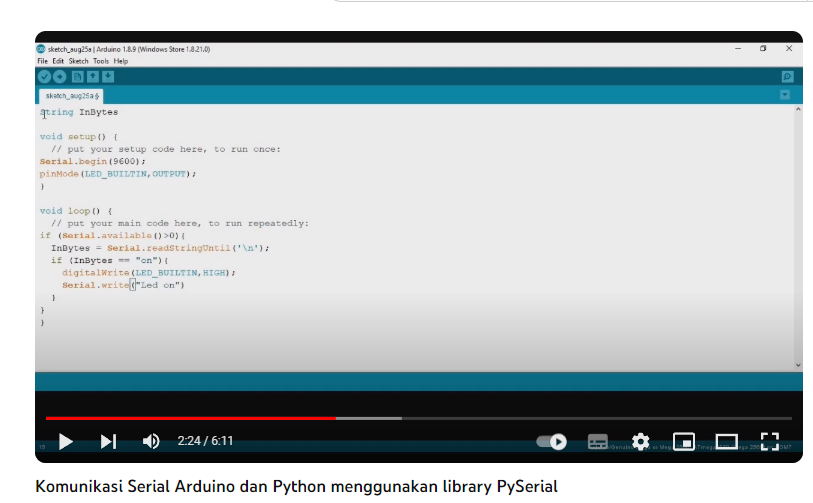 sketch_aug25a | Arduino 1.8.9 (Windows Store 1.8.21.0)
File Edit Sketch Tools Help
sketch_aug25a §
String InBytes
void setup() {
// put your setup code here, to run once:
Serial.begin(9600);
pinMode(LED_BUILTIN,OUTPUT);
}
void loop() {
// put your main code here, to run repeatedly:
if (Serial.available()>0){
InBytes = Serial.readStringUntil('\n');
if (InBytes == "on"){
digitalWrite(LED_BUILTIN,HIGH);
Serial.write("Led on")
}
}
}
2:24 / 6:11
Komunikasi Serial Arduino dan Python menggunakan library PySerial